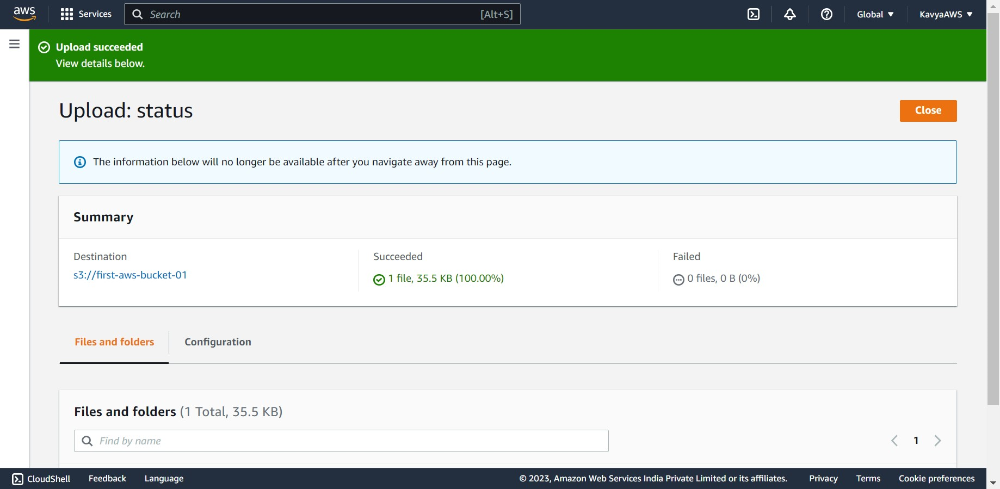 aws
Services
Search
[Alt+S]
Global
KavyaAWS
Upload succeeded
View details below.
Upload: status
Close
The information below will no longer be available after you navigate away from this page.
Summary
Destination
s3://first-aws-bucket-01
Succeeded
1 file, 35.5 KB (100.00%)
Failed
0 files, 0 B (0%)
Files and folders
Configuration
Files and folders (1 Total, 35.5 KB)
Find by name
1
CloudShell
Feedback
Language
© 2023, Amazon Web Services India Private Limited or its affiliates.
Privacy
Terms
Cookie preferences